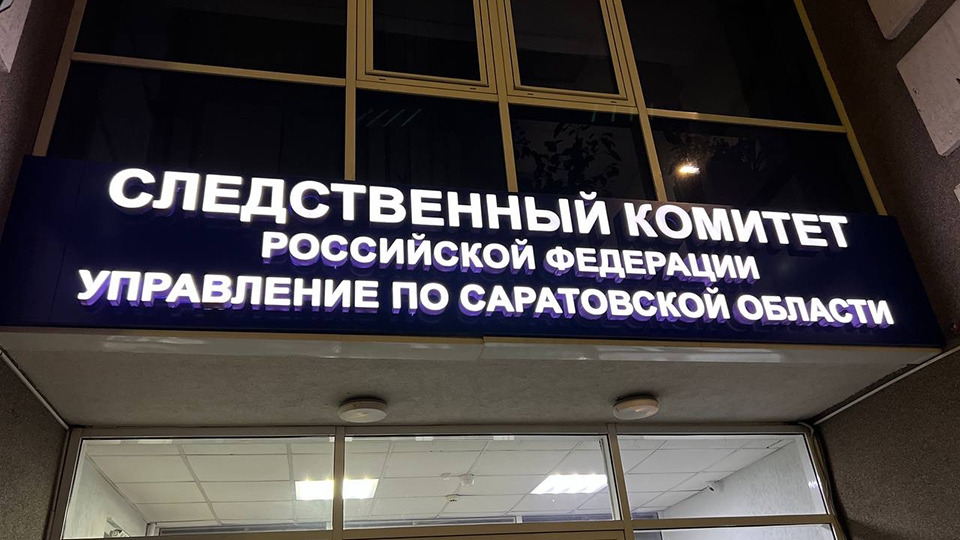 СЛЕДСТВЕННЫЙ КОМИТЕТ
РОССИЙСКОЙ ФЕДЕРАЦИИ
УПРАВЛЕНИЕ ПО САРАТОВСКОЙ ОБЛАСТИ